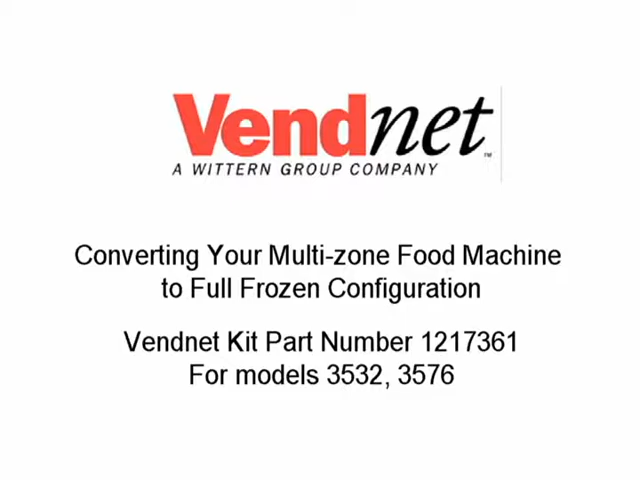 Vendnet™
A WITTERN GROUP COMPANY
Converting Your Multi-zone Food Machine
to Full Frozen Configuration
Vendnet Kit Part Number 1217361
For models 3532, 3576